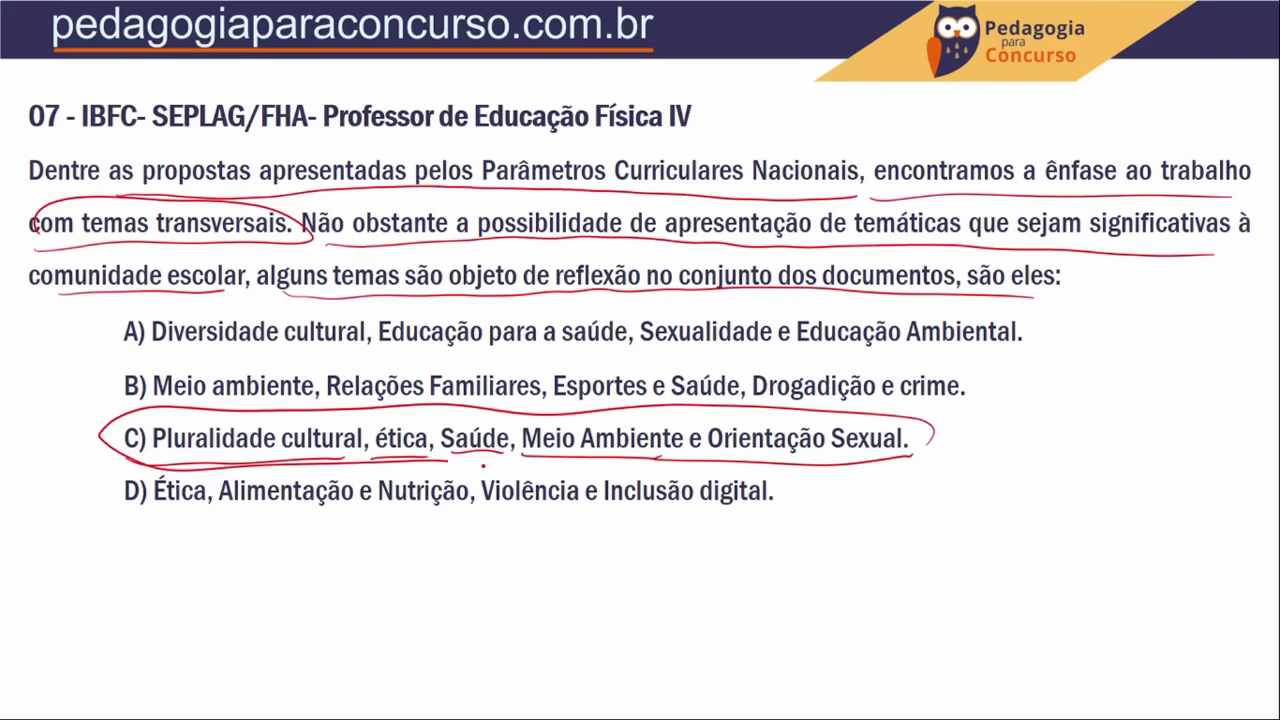 pedagogiaparaconcurso.com.br
Pedagogia
para
Concurso
07 - IBFC- SEPLAG/FHA- Professor de Educação Física IV
Dentre as propostas apresentadas pelos Parâmetros Curriculares Nacionais, encontramos a ênfase ao trabalho
com temas transversais. Não obstante a possibilidade de apresentação de temáticas que sejam significativas à
comunidade escolar, alguns temas são objeto de reflexão no conjunto dos documentos, são eles:
A) Diversidade cultural, Educação para a saúde, Sexualidade e Educação Ambiental.
B) Meio ambiente, Relações Familiares, Esportes e Saúde, Drogadição e crime.
C) Pluralidade cultural, ética, Saúde, Meio Ambiente e Orientação Sexual.
D) Ética, Alimentação e Nutrição, Violência e Inclusão digital.